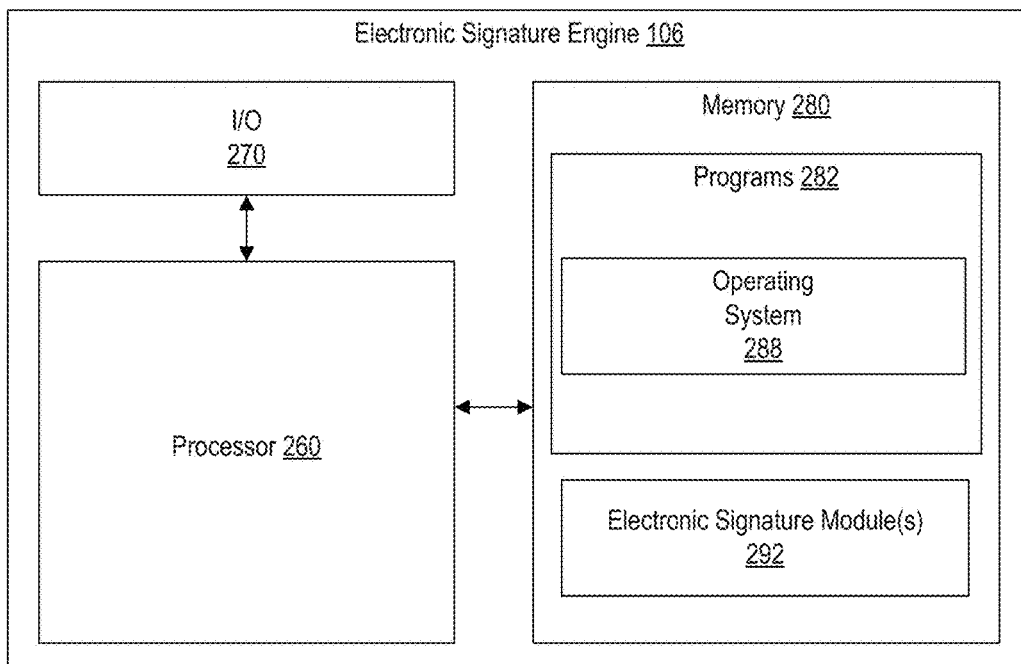 Electronic Signature Engine 106
I/O
270
Processor 260
Memory 280
Programs 282
Operating
System
288
Electronic Signature Module(s)
292